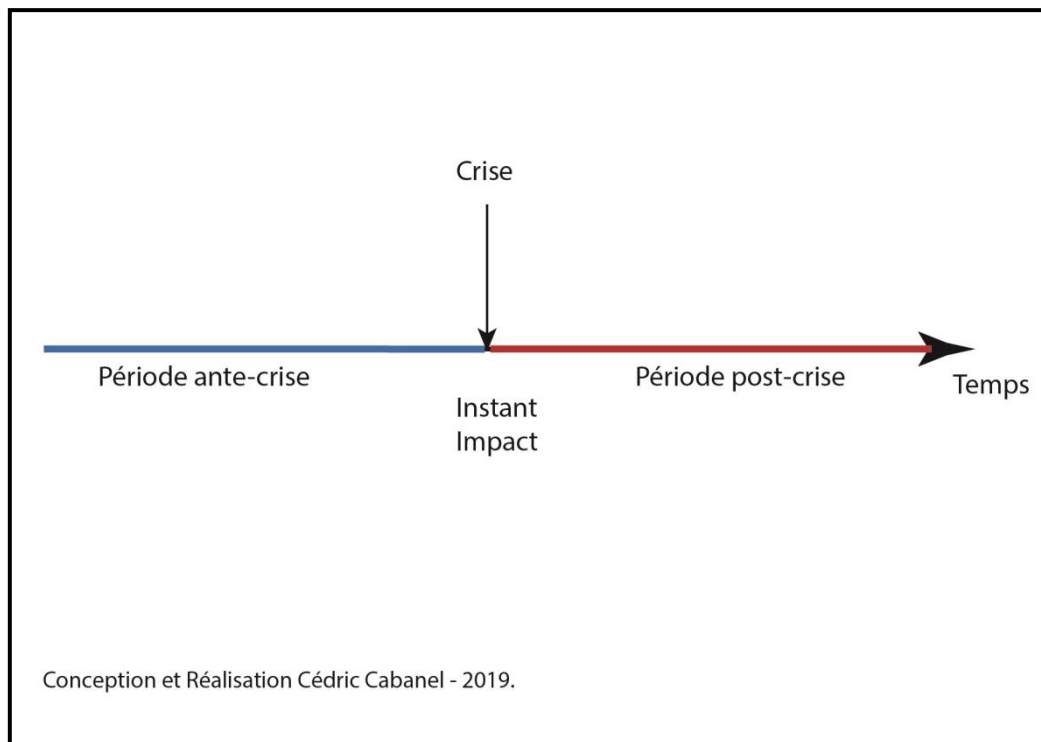 Crise
Période ante-crise
Période post-crise
Temps
Instant
Impact
Conception et Réalisation Cédric Cabanel - 2019.